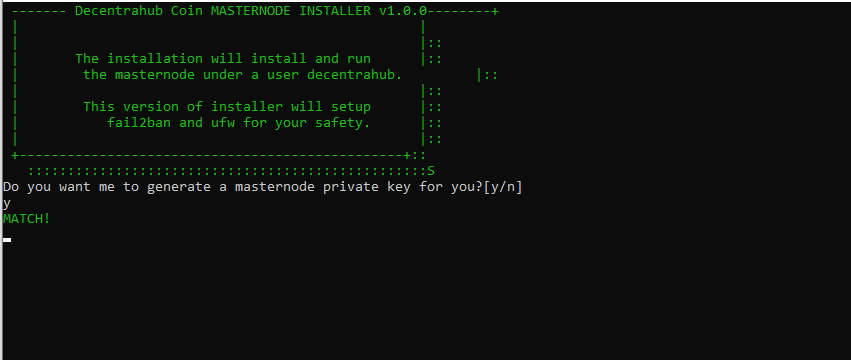 ------- Decentrahub Coin MASTERNODE INSTALLER v1.0.0--------+
|                                                  |
|                                                  |::
|       The installation will install and run      |::
|        the masternode under a user decentrahub.         |::
|                                                  |::
|        This version of installer will setup      |::
|           fail2ban and ufw for your safety.      |::
|                                                  |::
+------------------------------------------------+::
::::::::::::::::::::::::::::::::::::::::::::::::::S
Do you want me to generate a masternode private key for you?[y/n]
y
MATCH!